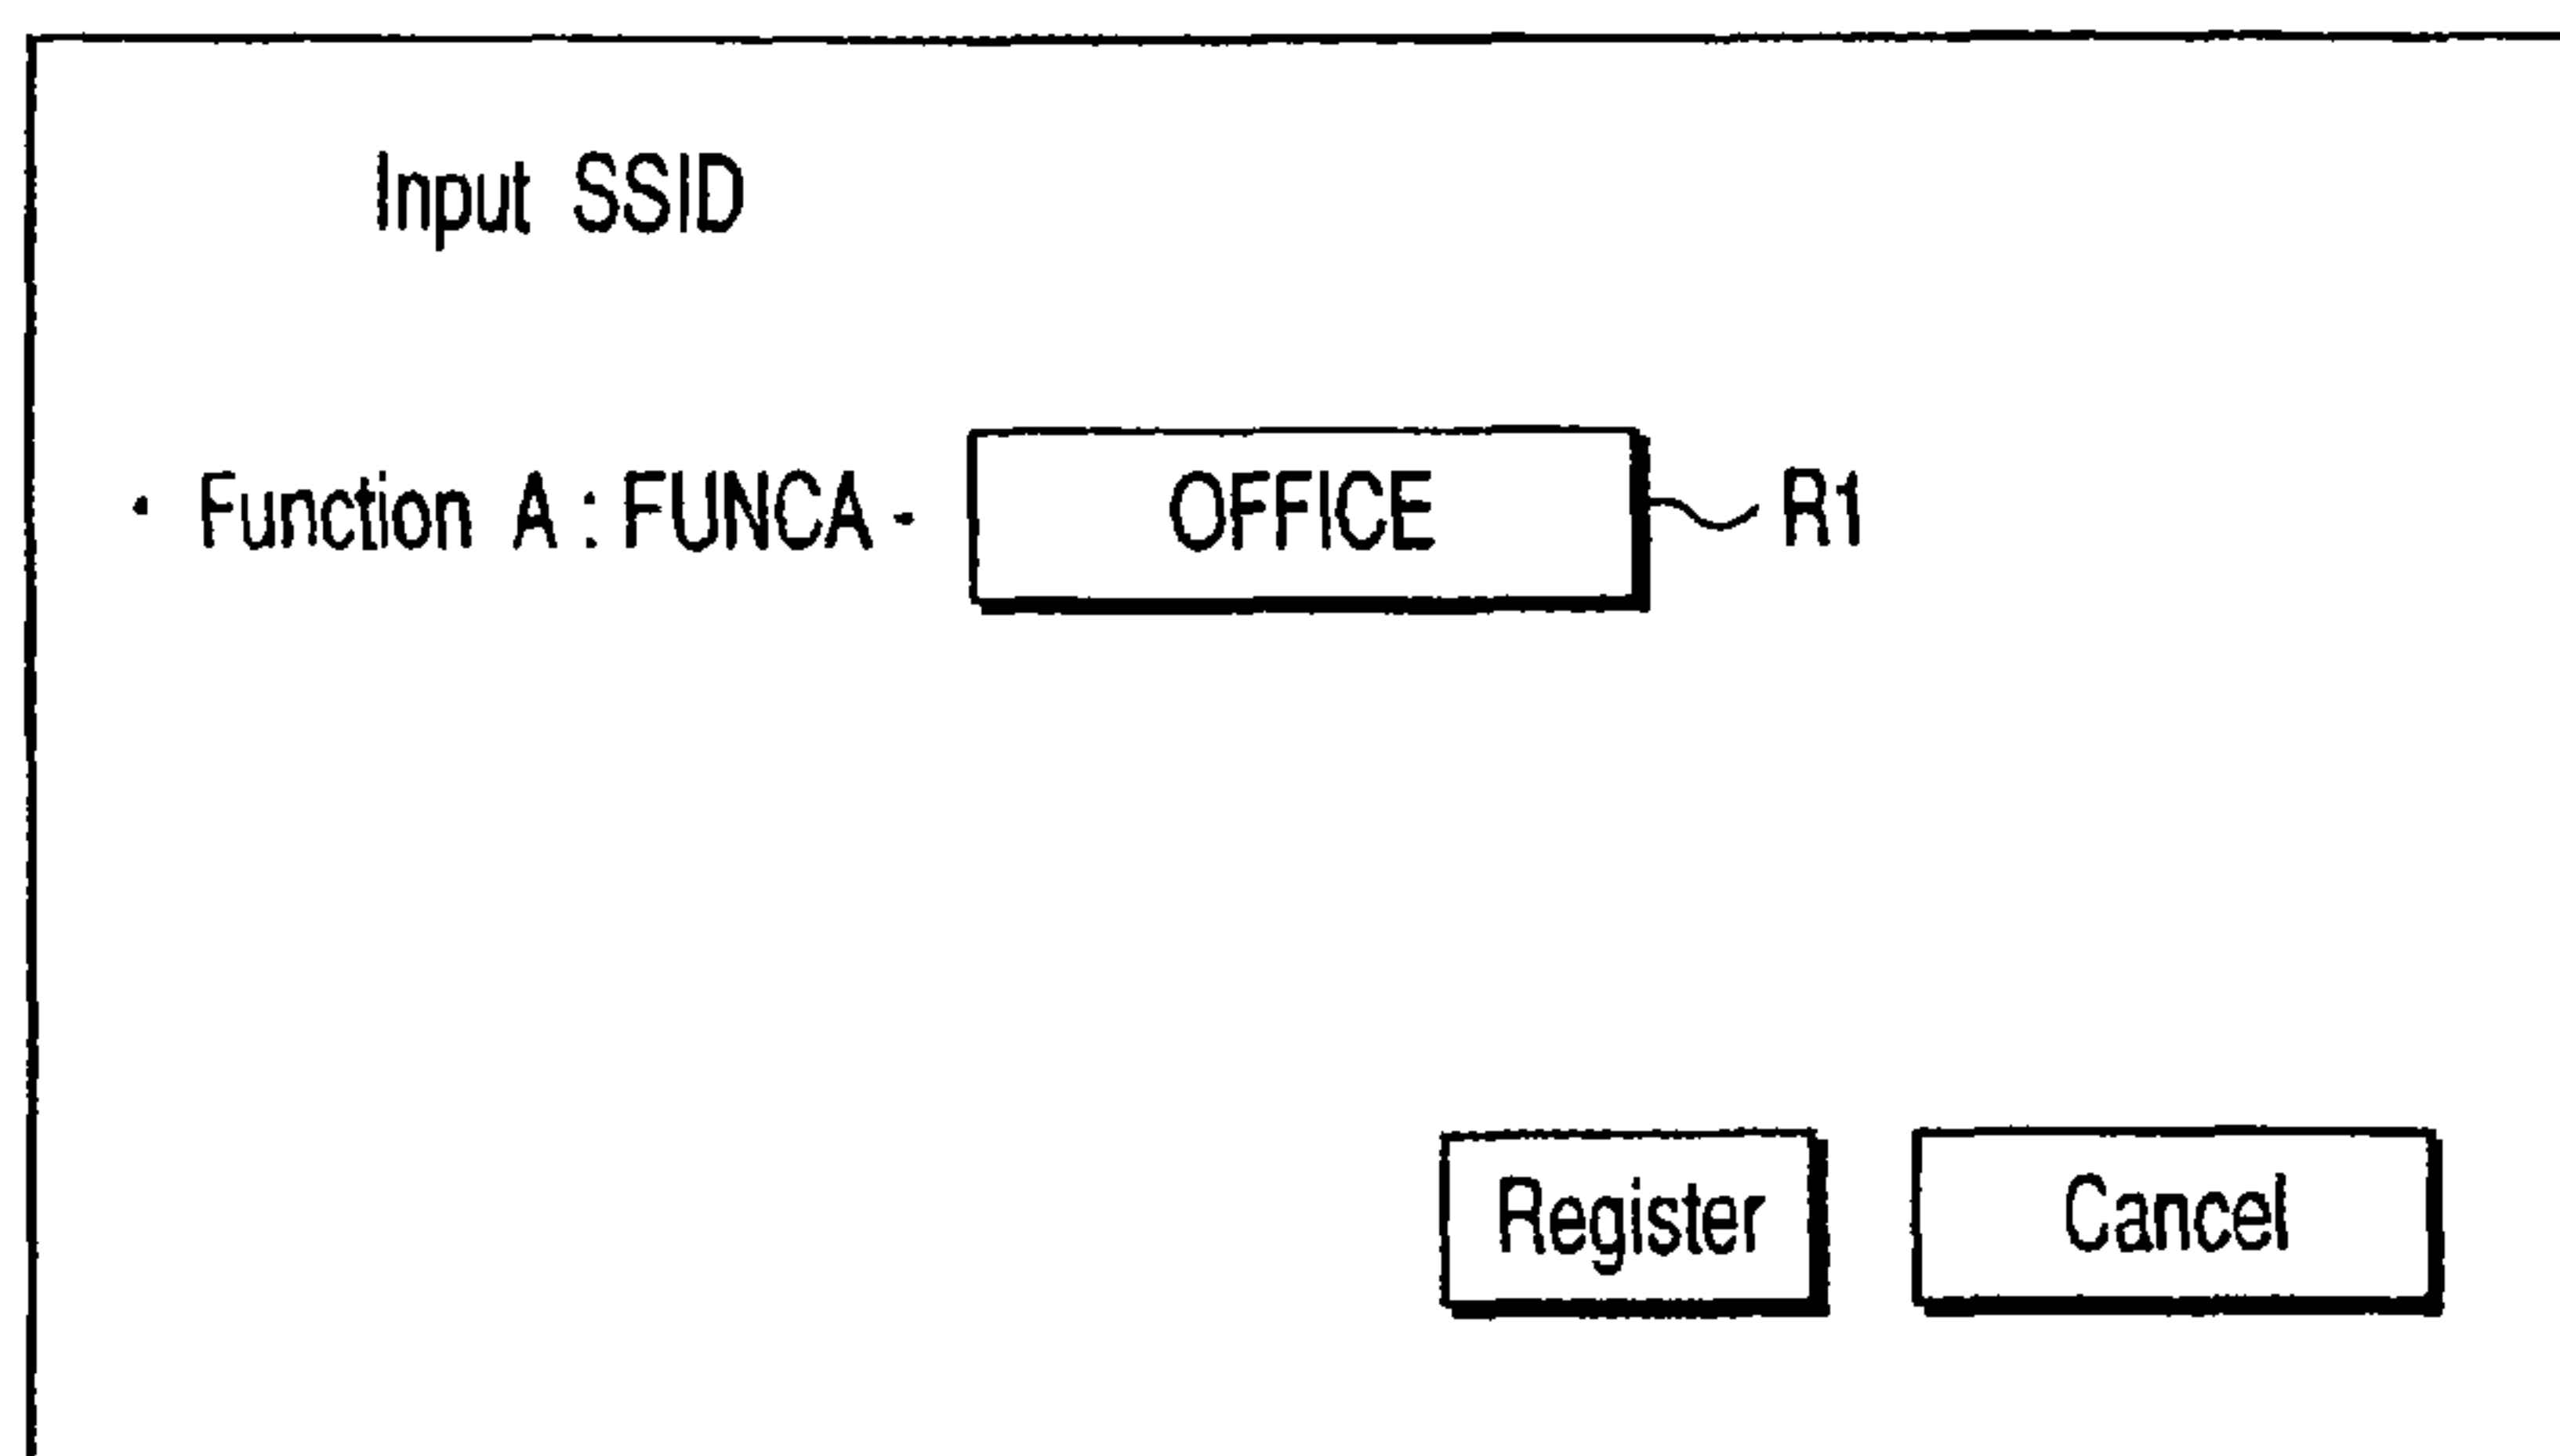 Input SSID
· Function A : FUNCA - OFFICE R1
Register Cancel